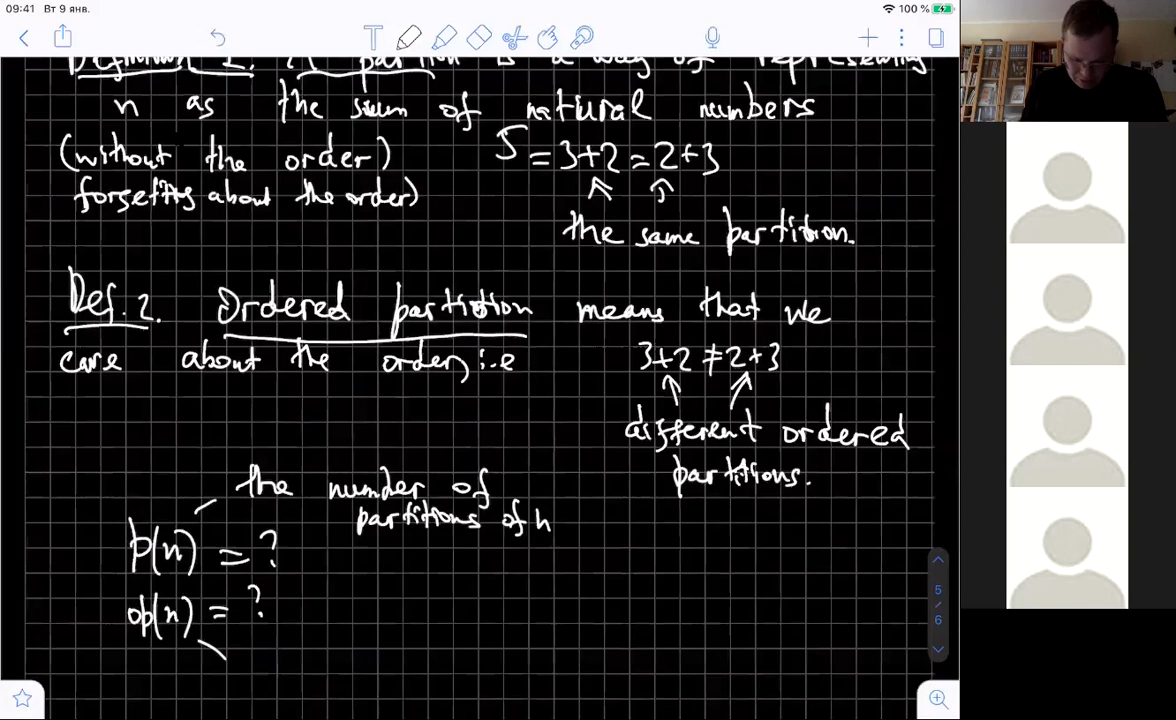 09:41 Вт 9 янв.
100 %
Definition 1. A partition is a way of representing
n as the sum of natural numbers
(without the order)
forgetting about the order)
5 = 3+2 = 2+3
the same partition.
Def. 2. Ordered partition means that we
care about the order, i.e
3+2 ≠ 2+3
different ordered
partitions.
the number of
partitions of n
p(n) = ?
op(n) = ?
5
/
6